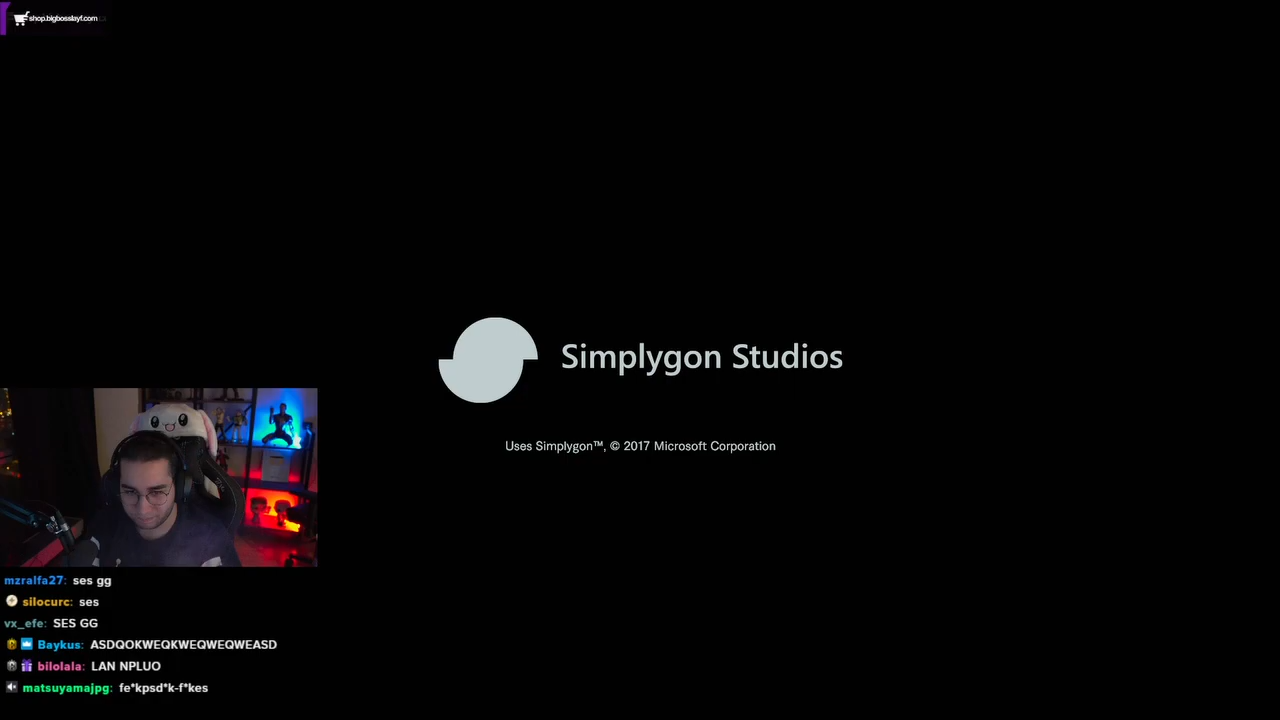 shop.bigbosslayf.com
Simplygon Studios
Uses Simplygon™, © 2017 Microsoft Corporation
mzralfa27: ses gg
silocurc: ses
vx_efe: SES GG
Baykus: ASDQOKWEQKWEQWEQWEASD
bilolala: LAN NPLUO
matsuyamajpg: fe*kpsd*k-f*kes